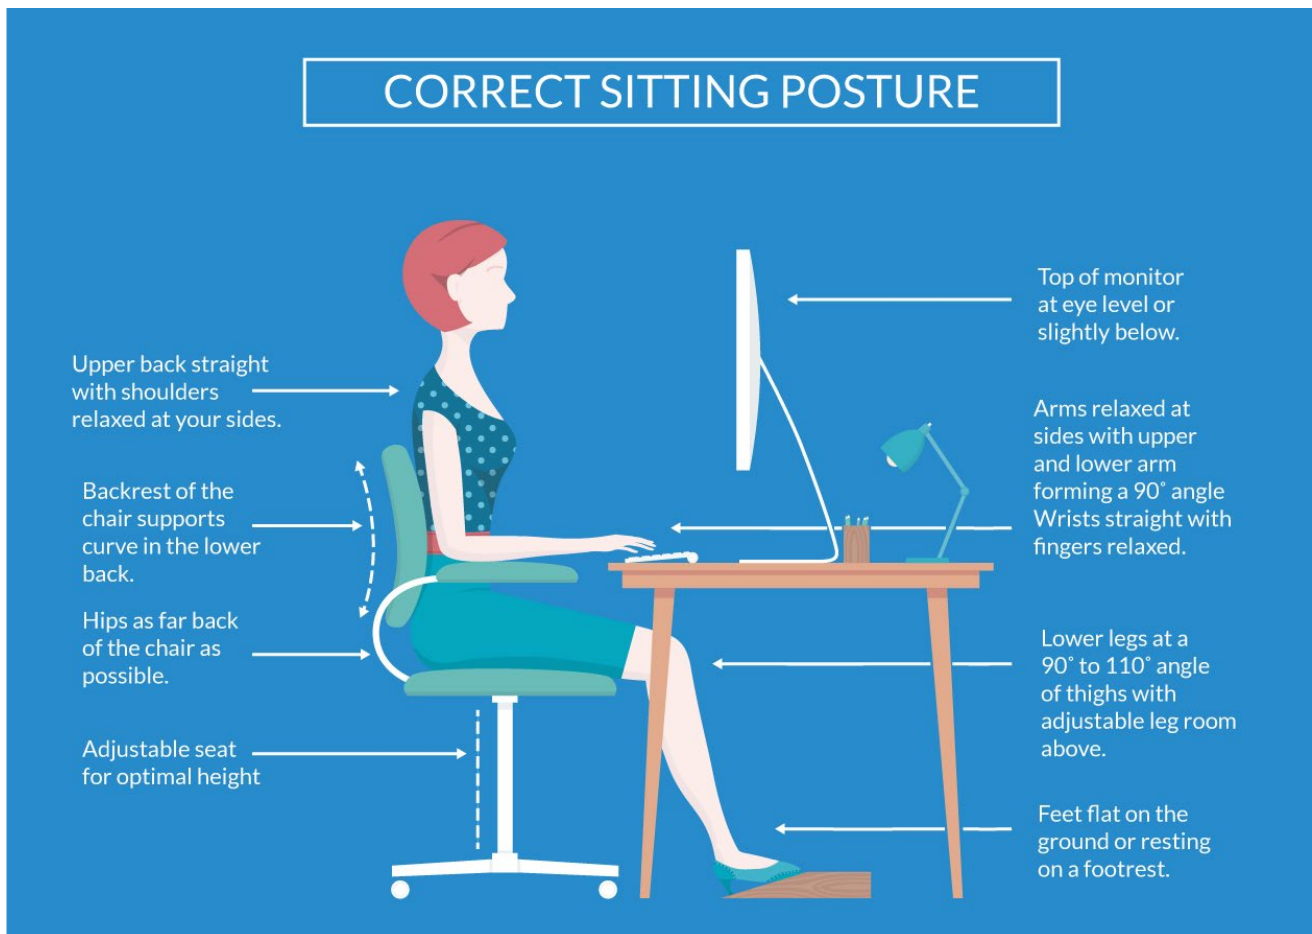 CORRECT SITTING POSTURE
Upper back straight
with shoulders
relaxed at your sides.
Backrest of the
chair supports
curve in the lower
back.
Hips as far back
of the chair as
possible.
Adjustable seat
for optimal height
Top of monitor
at eye level or
slightly below.
Arms relaxed at
sides with upper
and lower arm
forming a 90˚ angle
Wrists straight with
fingers relaxed.
Lower legs at a
90˚ to 110˚ angle
of thighs with
adjustable leg room
above.
Feet flat on the
ground or resting
on a footrest.